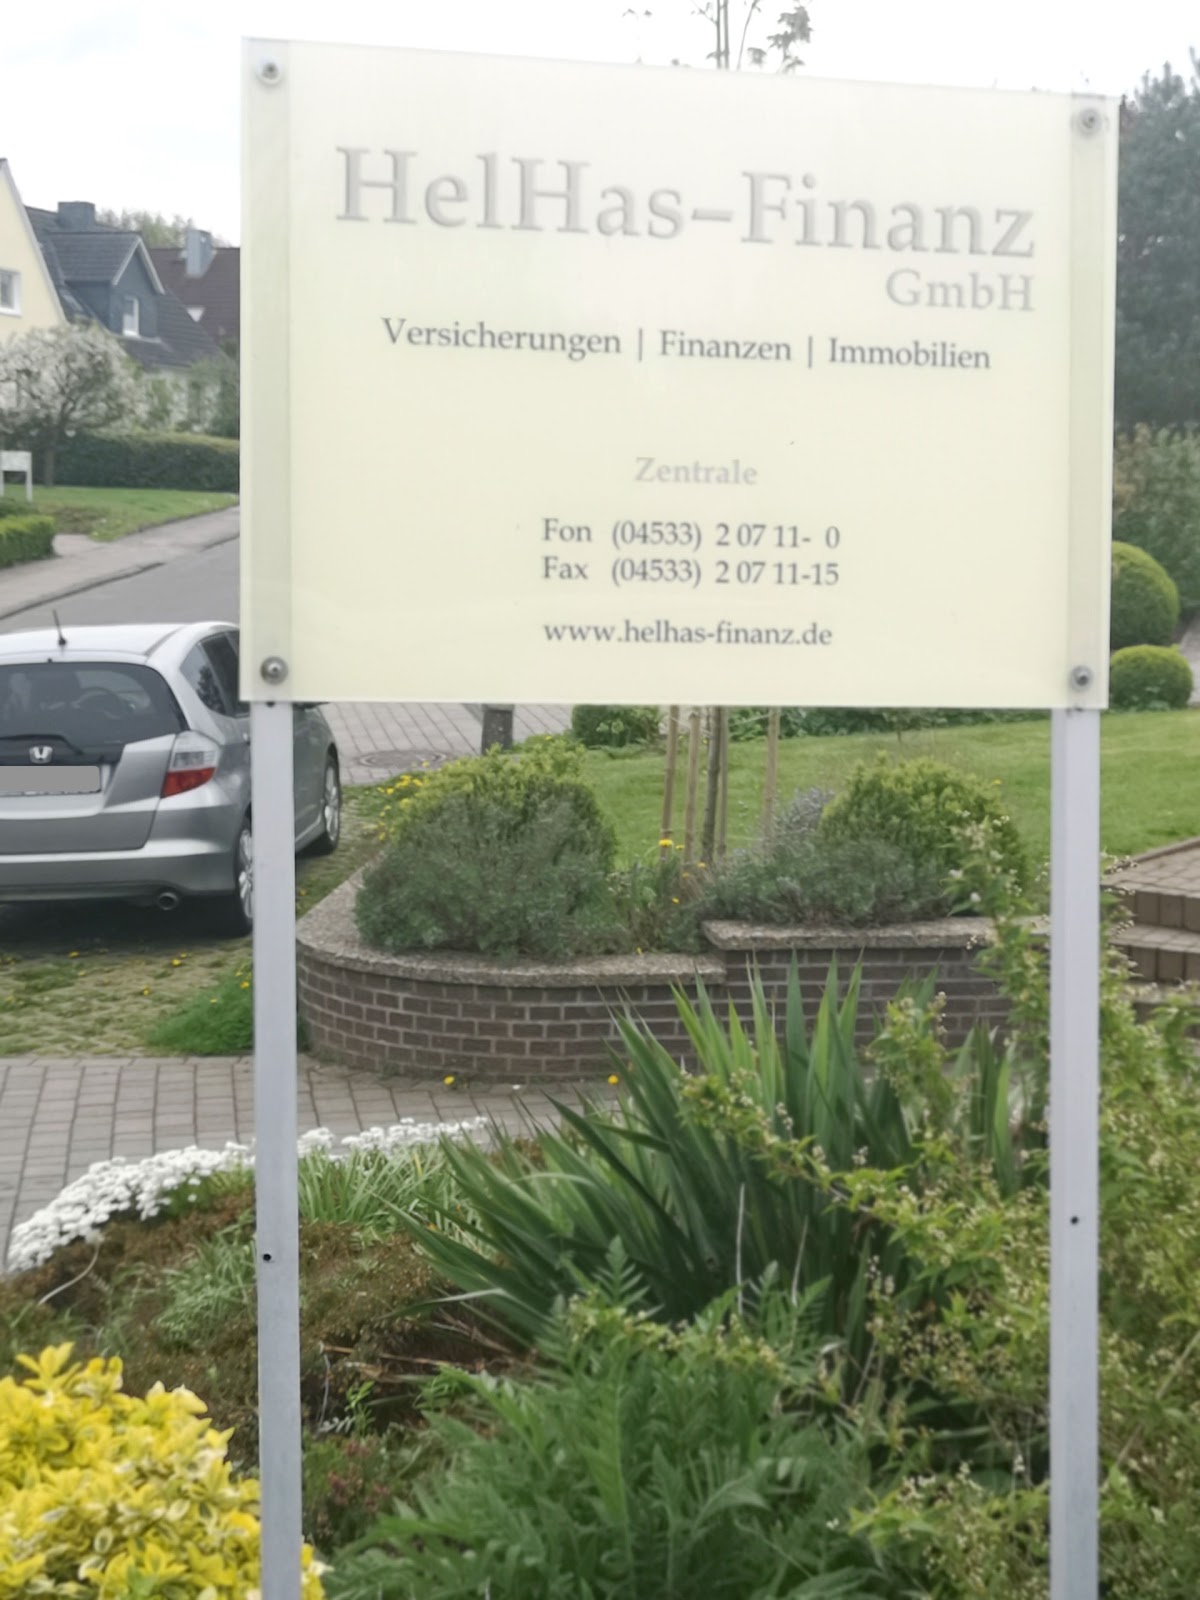 HelHas-Finanz
GmbH
Versicherungen | Finanzen | Immobilien
Zentrale
Fon (04533) 2 07 11- 0
Fax (04533) 2 07 11-15
www.helhas-finanz.de